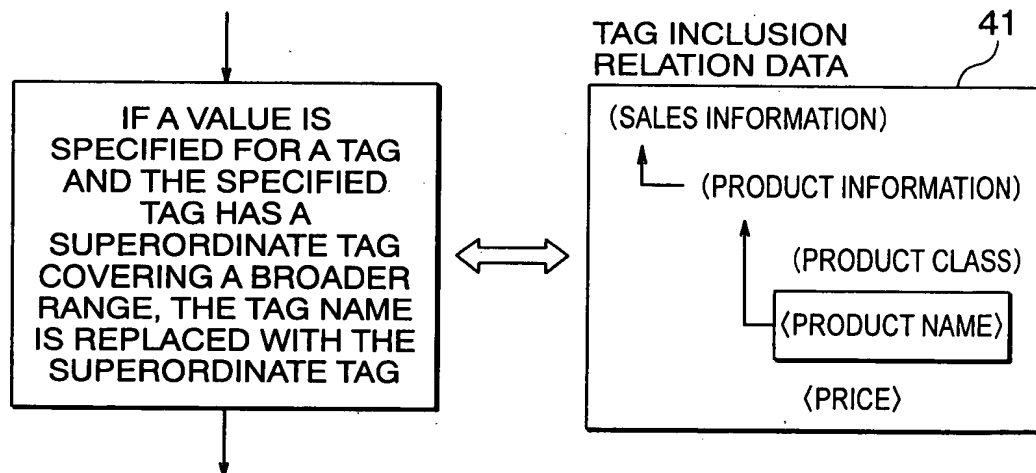 IF A VALUE IS
SPECIFIED FOR A TAG
AND THE SPECIFIED
TAG HAS A
SUPERORDINATE TAG
COVERING A BROADER
RANGE, THE TAG NAME
IS REPLACED WITH THE
SUPERORDINATE TAG
TAG INCLUSION
RELATION DATA
41
(SALES INFORMATION)
(PRODUCT INFORMATION)
(PRODUCT CLASS)
〈PRODUCT NAME〉
〈PRICE〉